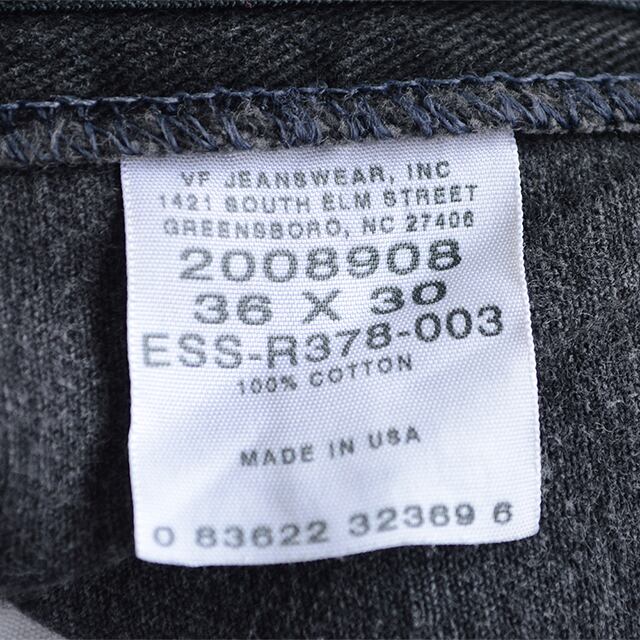 VF JEANSWEAR, INC
1421 SOUTH ELM STREET
GREENSBORO, NC 27406
2008908
36 X 30
ESS-R378-003
100% COTTON
MADE IN USA
0 83622 32369 6